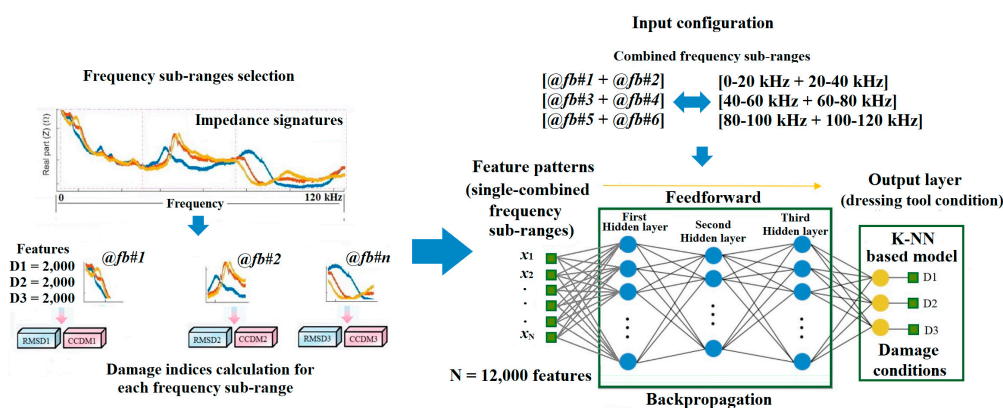 Frequency sub-ranges selection
Impedance signatures
Real part (Z) (Ω)
0
Frequency
120 kHz
Features
D1 = 2,000
D2 = 2,000
D3 = 2,000
@fb#1
@fb#2
@fb#n
RMSD1
CCDM1
RMSD2
CCDM2
RMSD3
CCDM3
Damage indices calculation for
each frequency sub-range
Input configuration
Combined frequency sub-ranges
[@fb#1 + @fb#2]
[0-20 kHz + 20-40 kHz]
[@fb#3 + @fb#4]
[40-60 kHz + 60-80 kHz]
[@fb#5 + @fb#6]
[80-100 kHz + 100-120 kHz]
Feature patterns
(single-combined
frequency
sub-ranges)
Feedforward
Output layer
(dressing tool condition)
First
Hidden layer
Second
Hidden layer
Third
Hidden layer
K-NN
based model
x1
x2
.
.
.
xN
D1
D2
D3
Damage
conditions
N = 12,000 features
Backpropagation